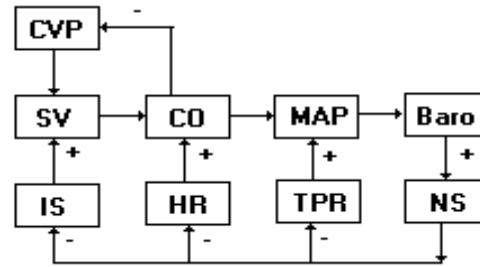 -
CVP
SV CO MAP Baro
+ + + +
IS HR TPR NS
- - -